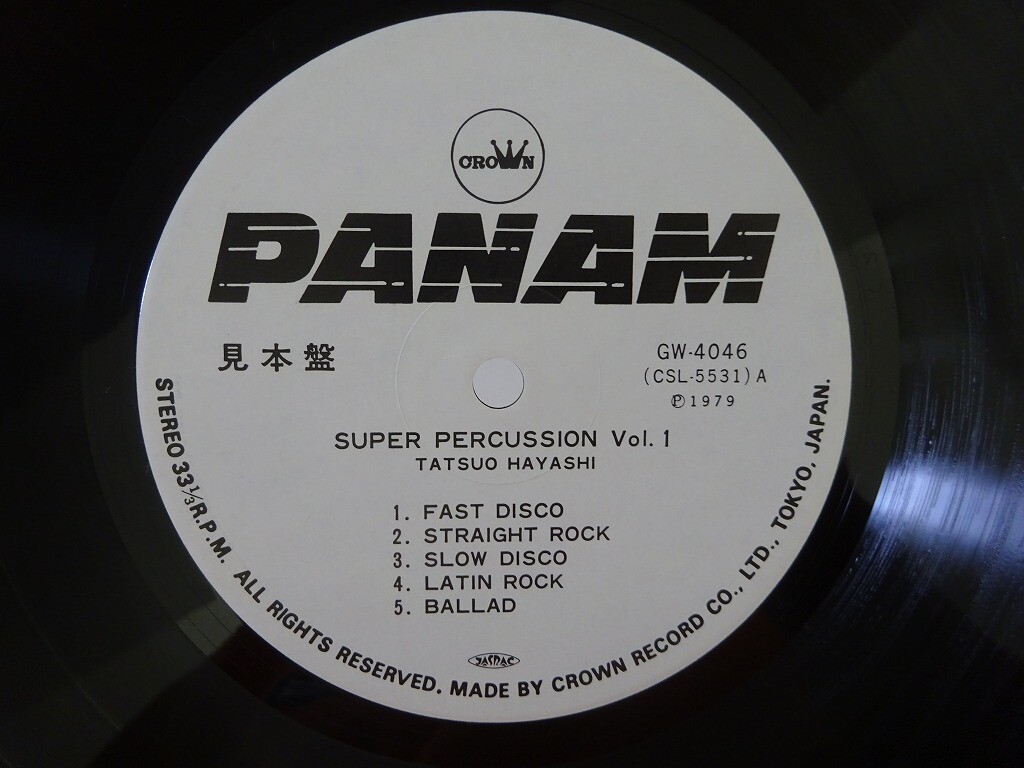 CROWN
PANAM
見本盤
GW-4046
(CSL-5531) A
Ⓟ1979
SUPER PERCUSSION Vol. 1
TATSUO HAYASHI
1. FAST DISCO
2. STRAIGHT ROCK
3. SLOW DISCO
4. LATIN ROCK
5. BALLAD
JASRAC
STEREO 33⅓ R.P.M. ALL RIGHTS RESERVED. MADE BY CROWN RECORD CO., LTD., TOKYO, JAPAN.